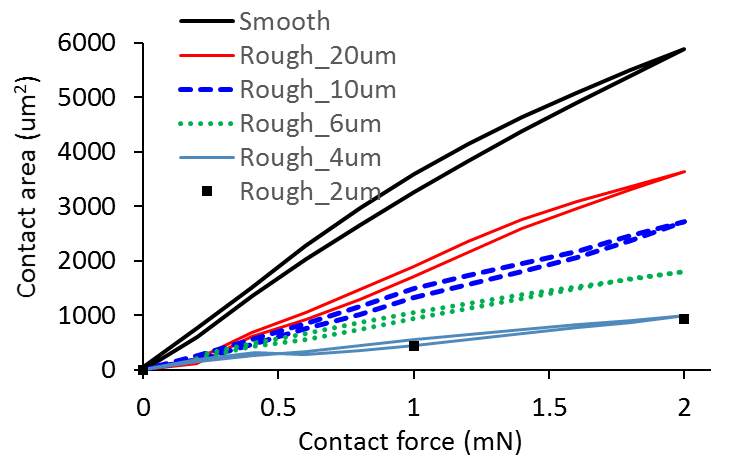 Smooth
Rough_20um
Rough_10um
Rough_6um
Rough_4um
Rough_2um
6000
5000
4000
3000
2000
1000
0
Contact area (um²)
0 0.5 1 1.5 2
Contact force (mN)